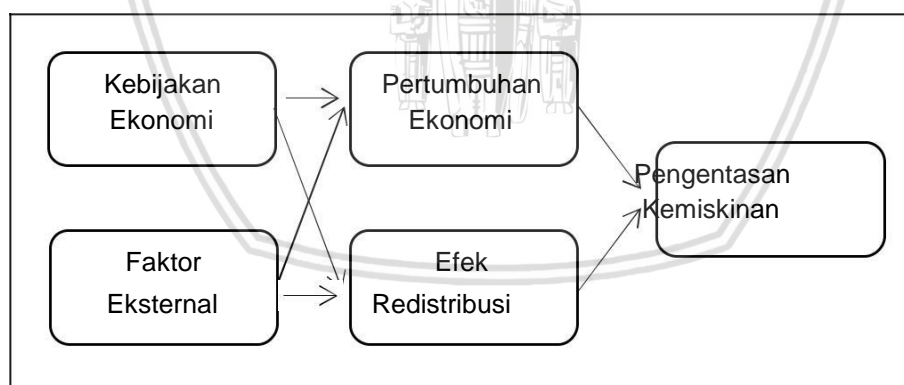 Kebijakan
Ekonomi
Pertumbuhan
Ekonomi
Pengentasan
Kemiskinan
Faktor
Eksternal
Efek
Redistribusi